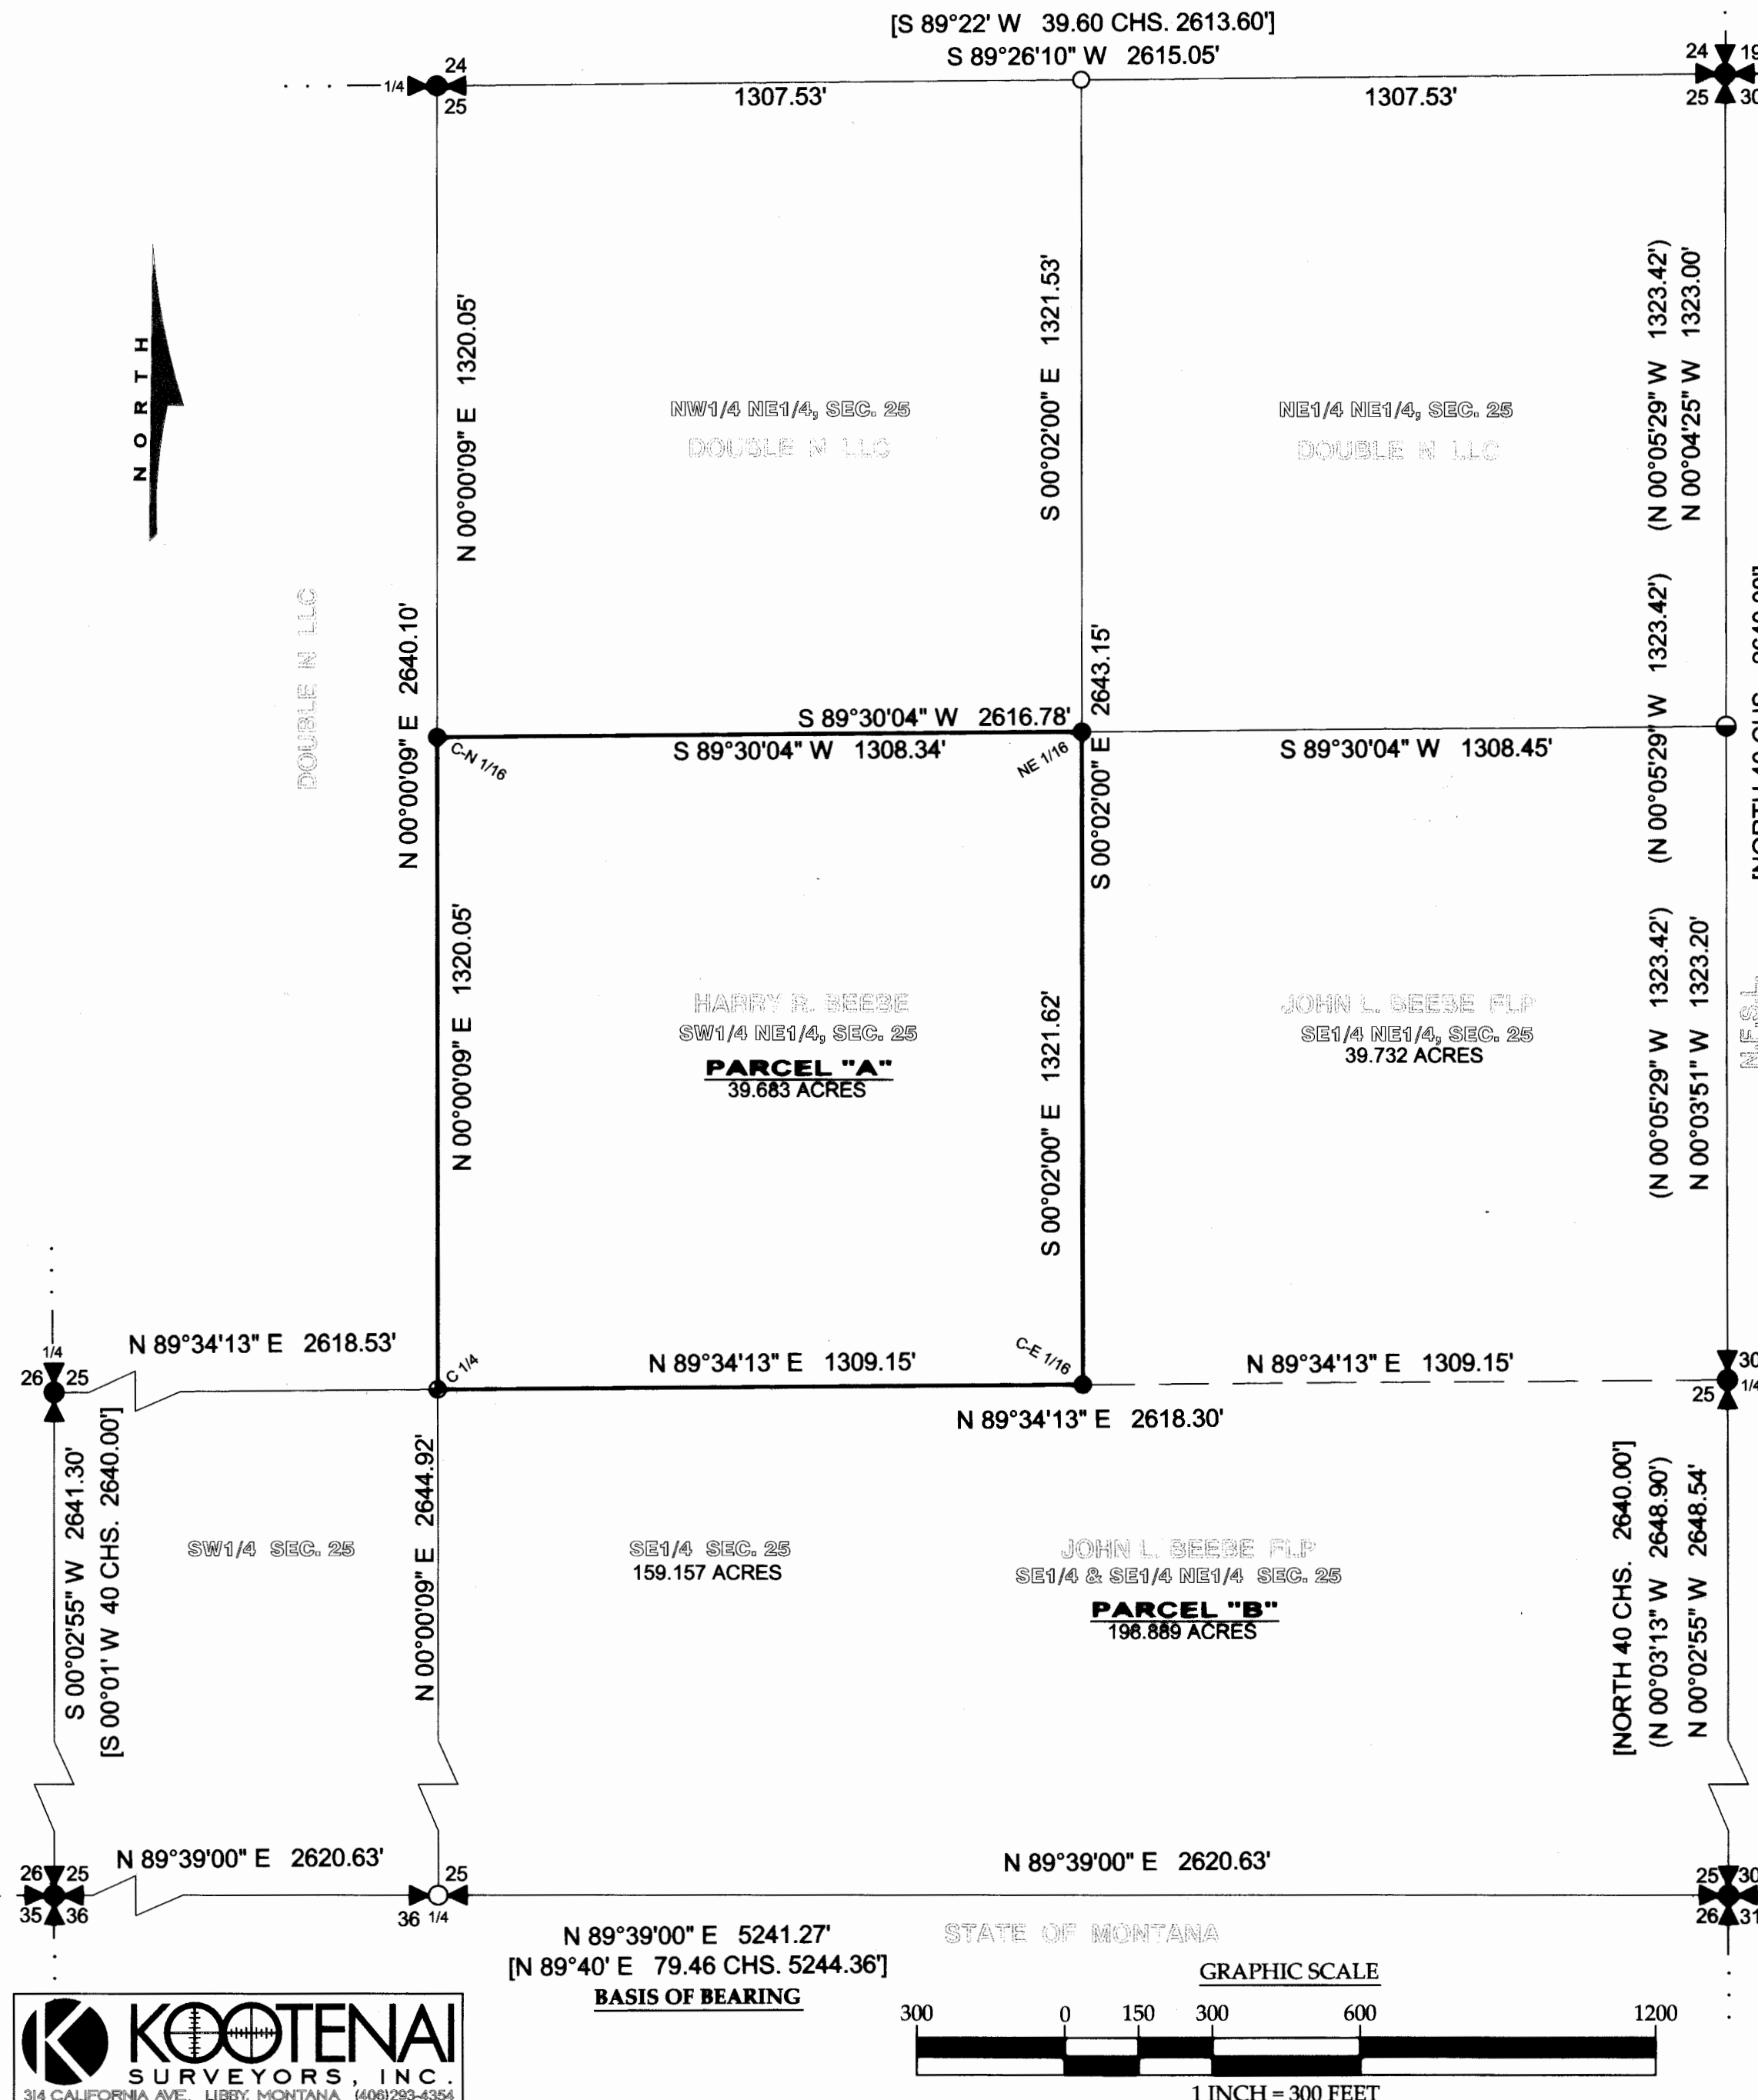 [S 89°22' W 39.60 CHS. 2613.60']
S 89°26'10" W 2615.05'
24
1/4
25
1307.53'
1307.53'
24 19
25 30
N 00°00'09" E 1320.05'
S 00°02'00" E 1321.53'
(N 00°05'29" W 1323.42')
N 00°04'25" W 1323.00'
NORTH
NW1/4 NE1/4, SEC. 25
DOUBLE N LLC
NE1/4 NE1/4, SEC. 25
DOUBLE N LLC
DOUBLE N LLC
N 00°00'09" E 2640.10'
S 00°02'00" E 2643.15'
(N 00°05'29" W 1323.42')
S 89°30'04" W 2616.78'
S 89°30'04" W 1308.34'
S 89°30'04" W 1308.45'
C-N 1/16
NE 1/16
N 00°00'09" E 1320.05'
S 00°02'00" E 1321.62'
(N 00°05'29" W 1323.42')
N 00°03'51" W 1323.20'
HARRY R. BEEBE
SW1/4 NE1/4, SEC. 25
PARCEL "A"
39.683 ACRES
JOHN L. BEEBE FLP
SE1/4 NE1/4, SEC. 25
39.732 ACRES
N.F.S.L.
N 89°34'13" E 2618.53'
1/4
26 25
C 1/4
N 89°34'13" E 1309.15'
C-E 1/16
N 89°34'13" E 1309.15'
30
25 1/4
N 89°34'13" E 2618.30'
S 00°02'55" W 2641.30'
[S 00°01' W 40 CHS. 2640.00']
N 00°00'09" E 2644.92'
[NORTH 40 CHS. 2640.00']
(N 00°03'13" W 2648.90')
N 00°02'55" W 2648.54'
SW1/4 SEC. 25
SE1/4 SEC. 25
159.157 ACRES
JOHN L. BEEBE FLP
SE1/4 & SE1/4 NE1/4 SEC. 25
PARCEL "B"
198.889 ACRES
N 89°39'00" E 2620.63'
N 89°39'00" E 2620.63'
26 25
35 36
25
36 1/4
25 30
26 31
N 89°39'00" E 5241.27'
[N 89°40' E 79.46 CHS. 5244.36']
BASIS OF BEARING
STATE OF MONTANA
GRAPHIC SCALE
300 0 150 300 600 1200
1 INCH = 300 FEET
KOOTENAI
SURVEYORS, INC.
314 CALIFORNIA AVE. LIBBY, MONTANA (406)293-4354